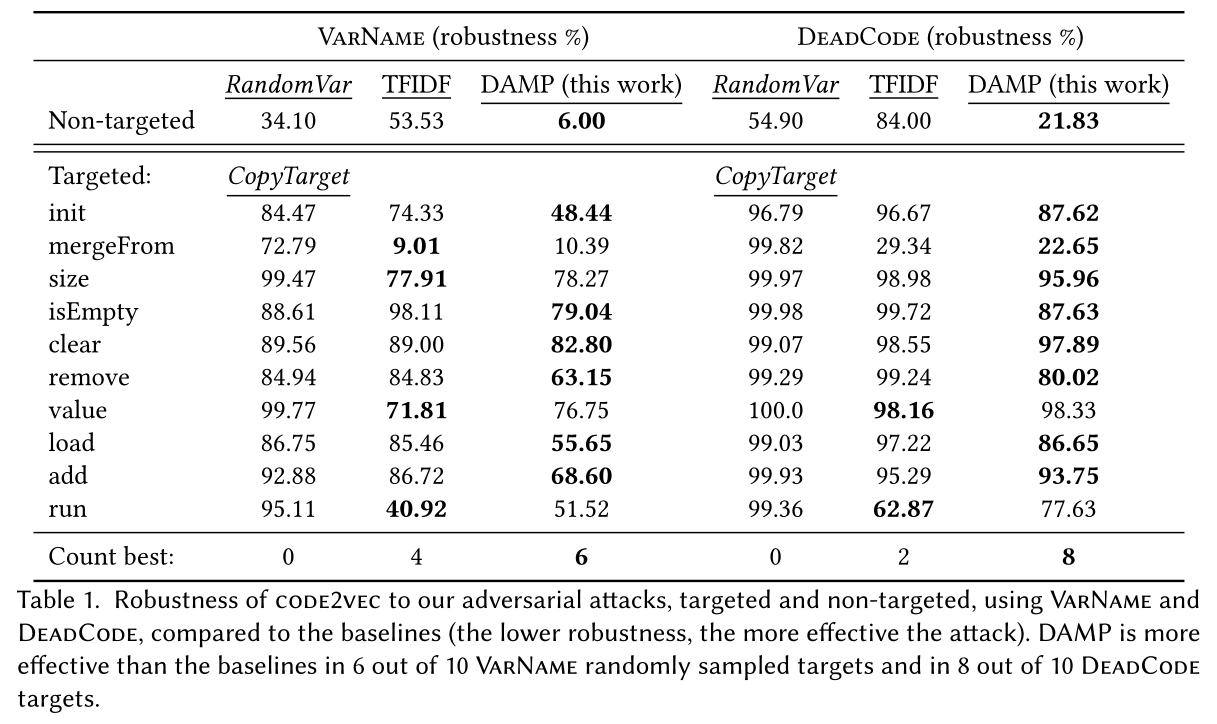 VARNAME (robustness %) DEADCODE (robustness %)
RandomVar TFIDF DAMP (this work) RandomVar TFIDF DAMP (this work)
Non-targeted 34.10 53.53 6.00 54.90 84.00 21.83
Targeted: CopyTarget CopyTarget
init 84.47 74.33 48.44 96.79 96.67 87.62
mergeFrom 72.79 9.01 10.39 99.82 29.34 22.65
size 99.47 77.91 78.27 99.97 98.98 95.96
isEmpty 88.61 98.11 79.04 99.98 99.72 87.63
clear 89.56 89.00 82.80 99.07 98.55 97.89
remove 84.94 84.83 63.15 99.29 99.24 80.02
value 99.77 71.81 76.75 100.0 98.16 98.33
load 86.75 85.46 55.65 99.03 97.22 86.65
add 92.88 86.72 68.60 99.93 95.29 93.75
run 95.11 40.92 51.52 99.36 62.87 77.63
Count best: 0 4 6 0 2 8
Table 1. Robustness of CODE2VEC to our adversarial attacks, targeted and non-targeted, using VARNAME and
DEADCODE, compared to the baselines (the lower robustness, the more effective the attack). DAMP is more
effective than the baselines in 6 out of 10 VARNAME randomly sampled targets and in 8 out of 10 DEADCODE
targets.